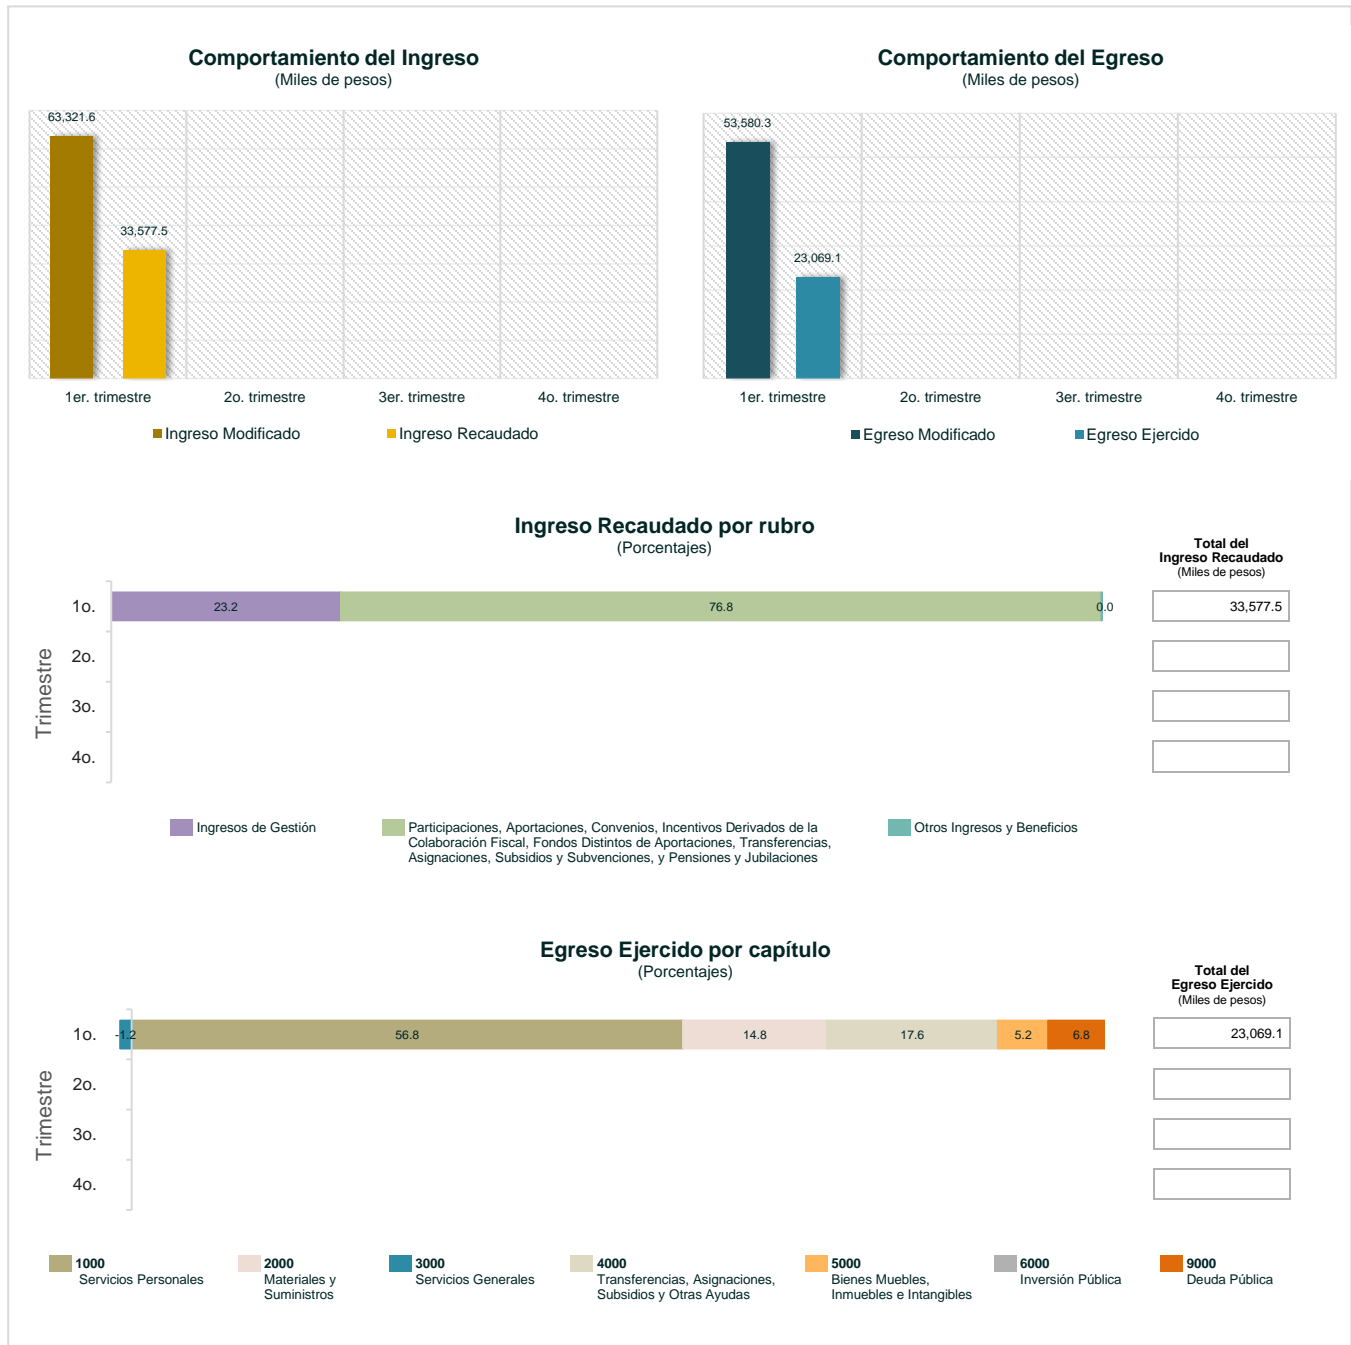 Comportamiento del Ingreso
(Miles de pesos)
63,321.6
33,577.5
1er. trimestre
2o. trimestre
3er. trimestre
4o. trimestre
Ingreso Modificado
Ingreso Recaudado
Comportamiento del Egreso
(Miles de pesos)
53,580.3
23,069.1
1er. trimestre
2o. trimestre
3er. trimestre
4o. trimestre
Egreso Modificado
Egreso Ejercido
Ingreso Recaudado por rubro
(Porcentajes)
Total del
Ingreso Recaudado
(Miles de pesos)
Trimestre
1o.
23.2
76.8
0.0
33,577.5
2o.
3o.
4o.
Ingresos de Gestión
Participaciones, Aportaciones, Convenios, Incentivos Derivados de la
Colaboración Fiscal, Fondos Distintos de Aportaciones, Transferencias,
Asignaciones, Subsidios y Subvenciones, y Pensiones y Jubilaciones
Otros Ingresos y Beneficios
Egreso Ejercido por capítulo
(Porcentajes)
Total del
Egreso Ejercido
(Miles de pesos)
Trimestre
1o.
-1.2
56.8
14.8
17.6
5.2
6.8
23,069.1
2o.
3o.
4o.
1000
Servicios Personales
2000
Materiales y
Suministros
3000
Servicios Generales
4000
Transferencias, Asignaciones,
Subsidios y Otras Ayudas
5000
Bienes Muebles,
Inmuebles e Intangibles
6000
Inversión Pública
9000
Deuda Pública